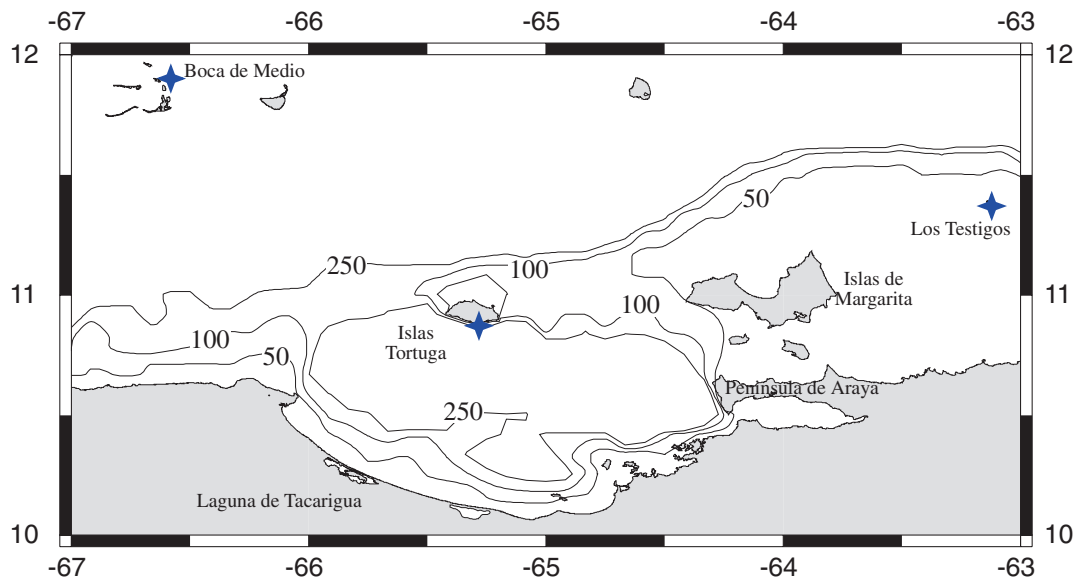 -67 -66 -65 -64 -63
12 12
Boca de Medio
50
Los Testigos
250
100
Islas de
Margarita
11 11
100
Islas
Tortuga
100
50
Peninsula de Araya
250
Laguna de Tacarigua
10 10
-67 -66 -65 -64 -63